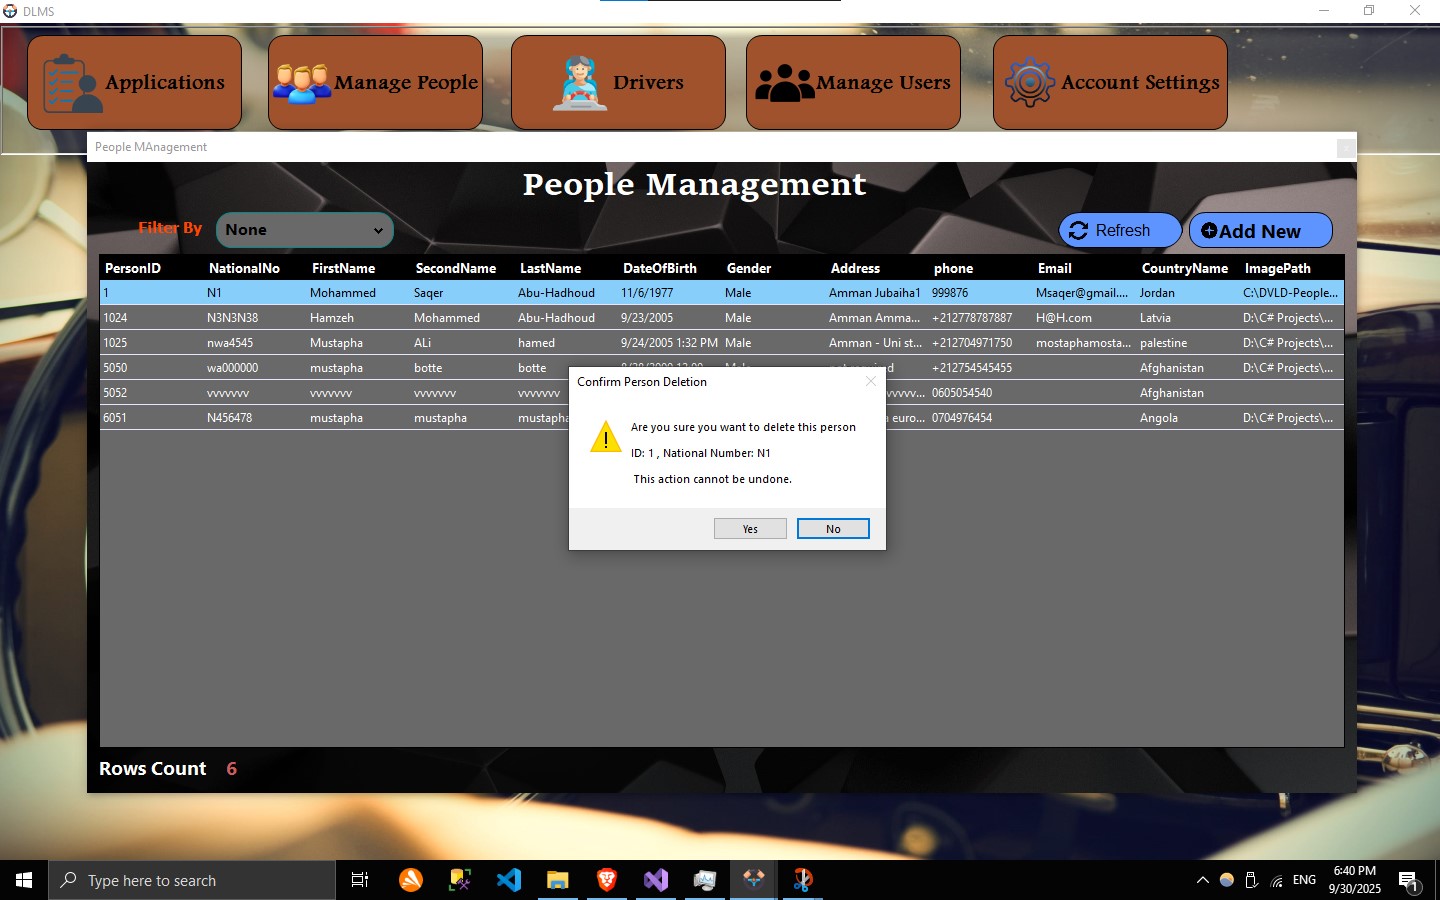 DLMS
Applications
Manage People
Drivers
Manage Users
Account Settings
People MAnagement
People Management
Filter By
None
Refresh
Add New
PersonID NationalNo FirstName SecondName LastName DateOfBirth Gender Address phone Email CountryName ImagePath
1 N1 Mohammed Saqer Abu-Hadhoud 11/6/1977 Male Amman Jubaiha1 999876 Msaqer@gmail.... Jordan C:\DVLD-People...
1024 N3N3N38 Hamzeh Mohammed Abu-Hadhoud 9/23/2005 Male Amman Amma... +212778787887 H@H.com Latvia D:\C# Projects\...
1025 nwa4545 Mustapha ALi hamed 9/24/2005 1:32 PM Male Amman - Uni st... +212704971750 mostaphamosta... palestine D:\C# Projects\...
5050 wa000000 mustapha botte botte +212754545455 Afghanistan D:\C# Projects\...
5052 vvvvvvv vvvvvvv vvvvvvv vvvvvvv 0605054540 Afghanistan
6051 N456478 mustapha mustapha mustapha euro... 0704976454 Angola D:\C# Projects\...
Confirm Person Deletion
Are you sure you want to delete this person
ID: 1 , National Number: N1
This action cannot be undone.
Yes
No
Rows Count 6
Type here to search
ENG
6:40 PM
9/30/2025
1